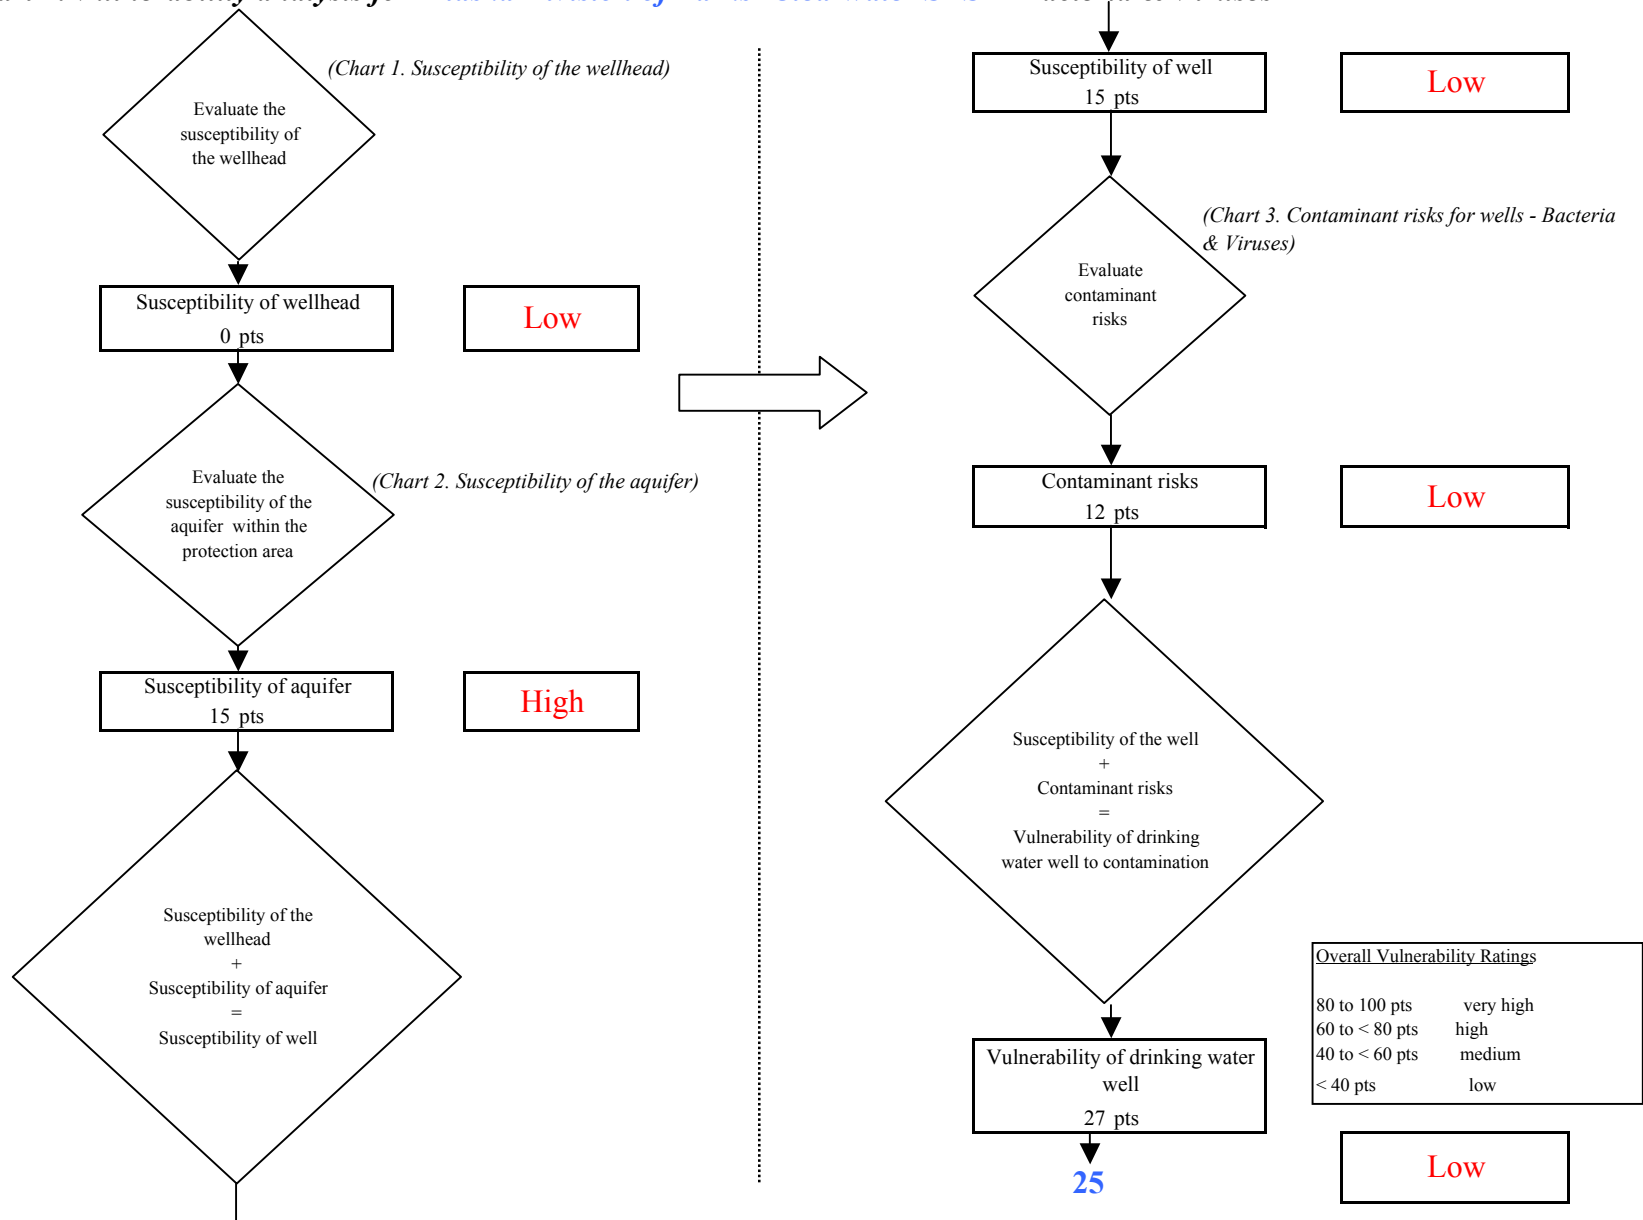 (Chart 1. Susceptibility of the wellhead)
Evaluate the
susceptibility of
the wellhead
Susceptibility of wellhead
0 pts
Low
Evaluate the
susceptibility of the
aquifer within the
protection area
(Chart 2. Susceptibility of the aquifer)
Susceptibility of aquifer
15 pts
High
Susceptibility of the
wellhead
+
Susceptibility of aquifer
=
Susceptibility of well
Susceptibility of well
15 pts
Low
(Chart 3. Contaminant risks for wells - Bacteria
& Viruses)
Evaluate
contaminant
risks
Contaminant risks
12 pts
Low
Susceptibility of the well
+
Contaminant risks
=
Vulnerability of drinking
water well to contamination
Overall Vulnerability Ratings
80 to 100 pts very high
60 to < 80 pts high
40 to < 60 pts medium
< 40 pts low
Vulnerability of drinking water
well
27 pts
25
Low